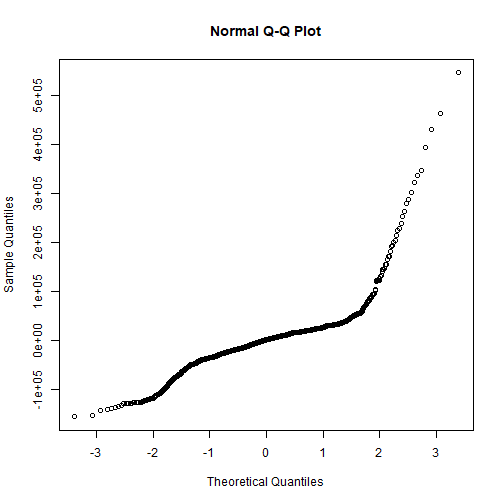 Normal Q-Q Plot
Sample Quantiles
5e+05
4e+05
3e+05
2e+05
1e+05
0e+00
-1e+05
-3 -2 -1 0 1 2 3
Theoretical Quantiles